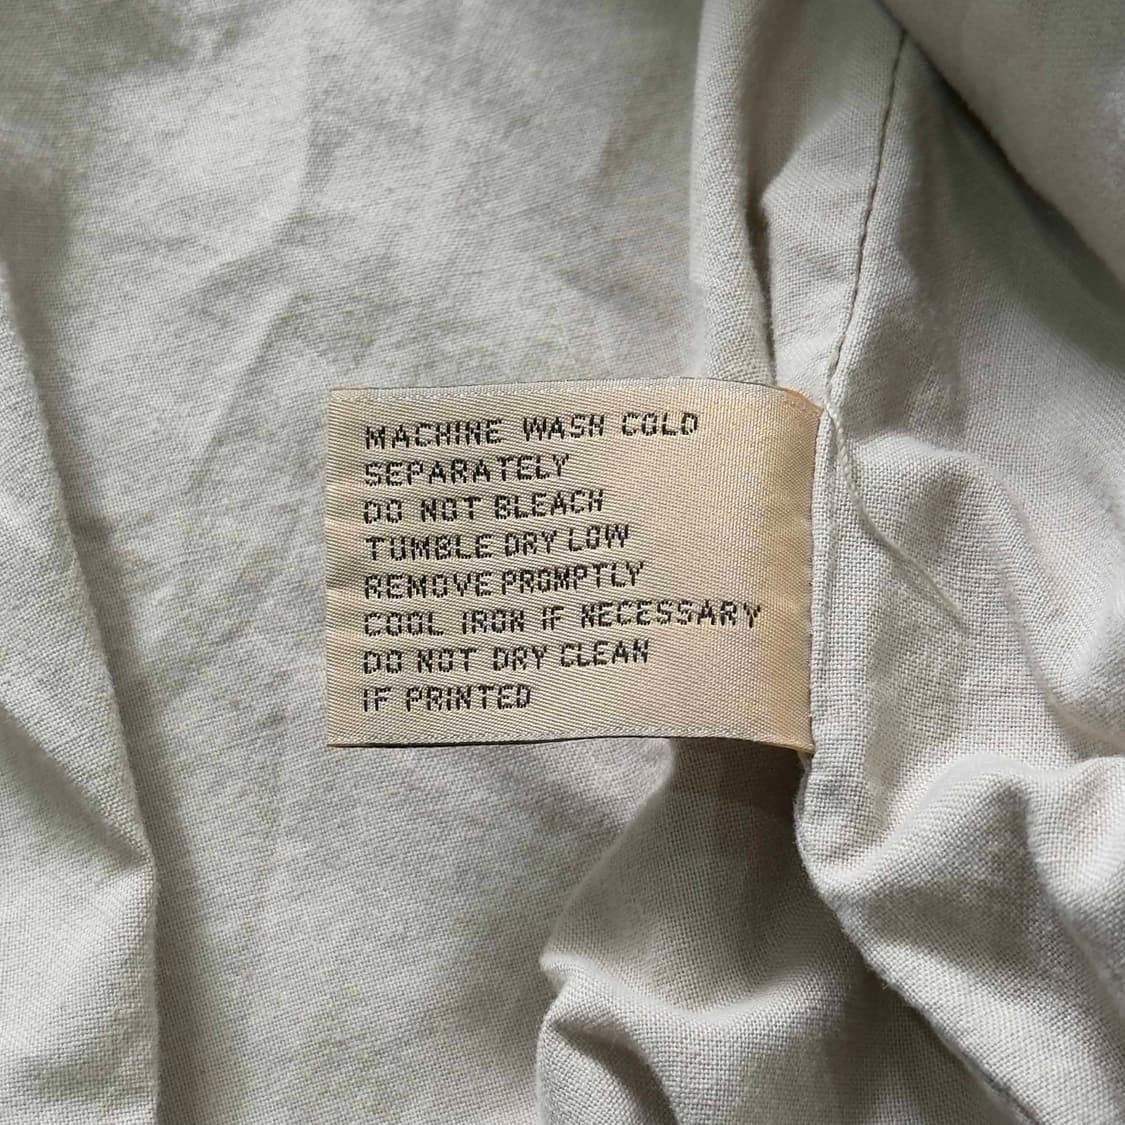 MACHINE WASH COLD
SEPARATELY
DO NOT BLEACH
TUMBLE DRY LOW
REMOVE PROMPTLY
COOL IRON IF NECESSARY
DO NOT DRY CLEAN
IF PRINTED